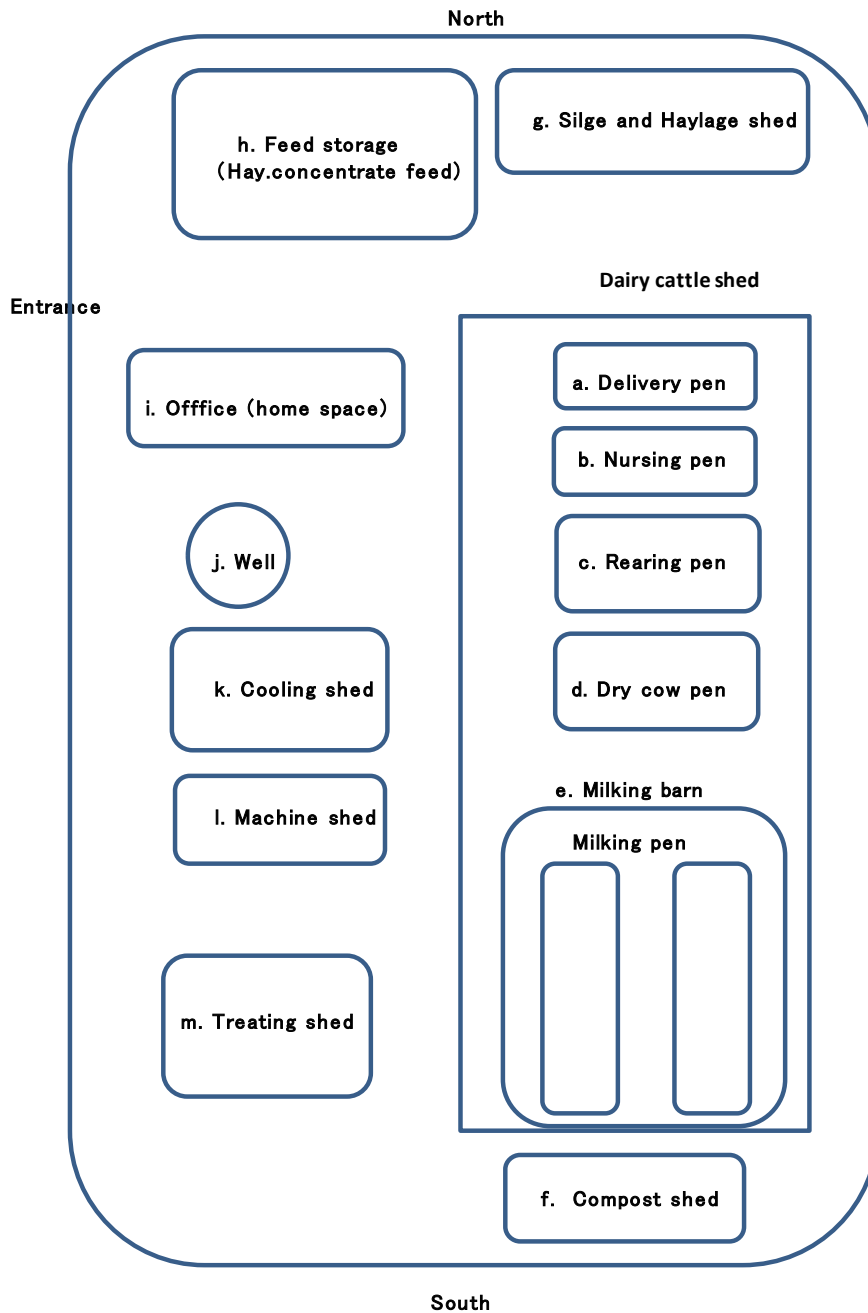 North
h. Feed storage
(Hay.concentrate feed)
g. Silge and Haylage shed
Dairy cattle shed
Entrance
a. Delivery pen
i. Offfice (home space)
b. Nursing pen
j. Well
c. Rearing pen
k. Cooling shed
d. Dry cow pen
e. Milking barn
l. Machine shed
Milking pen
m. Treating shed
f. Compost shed
South